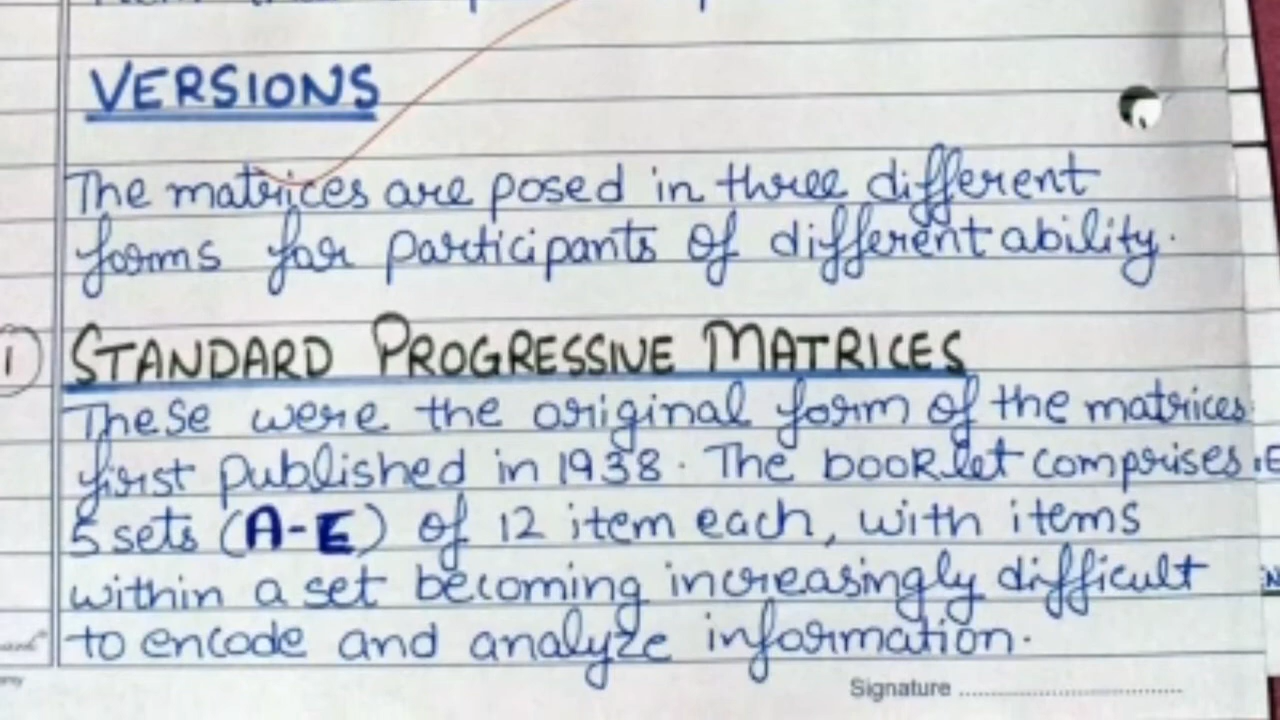 VERSIONS
The matrices are posed in three different
forms for participants of different ability.
1 STANDARD PROGRESSIVE MATRICES
These were the original form of the matrices
first published in 1938. The booklet comprises
5 sets (A-E) of 12 item each, with items
within a set becoming increasingly difficult
to encode and analyze information.
Signature